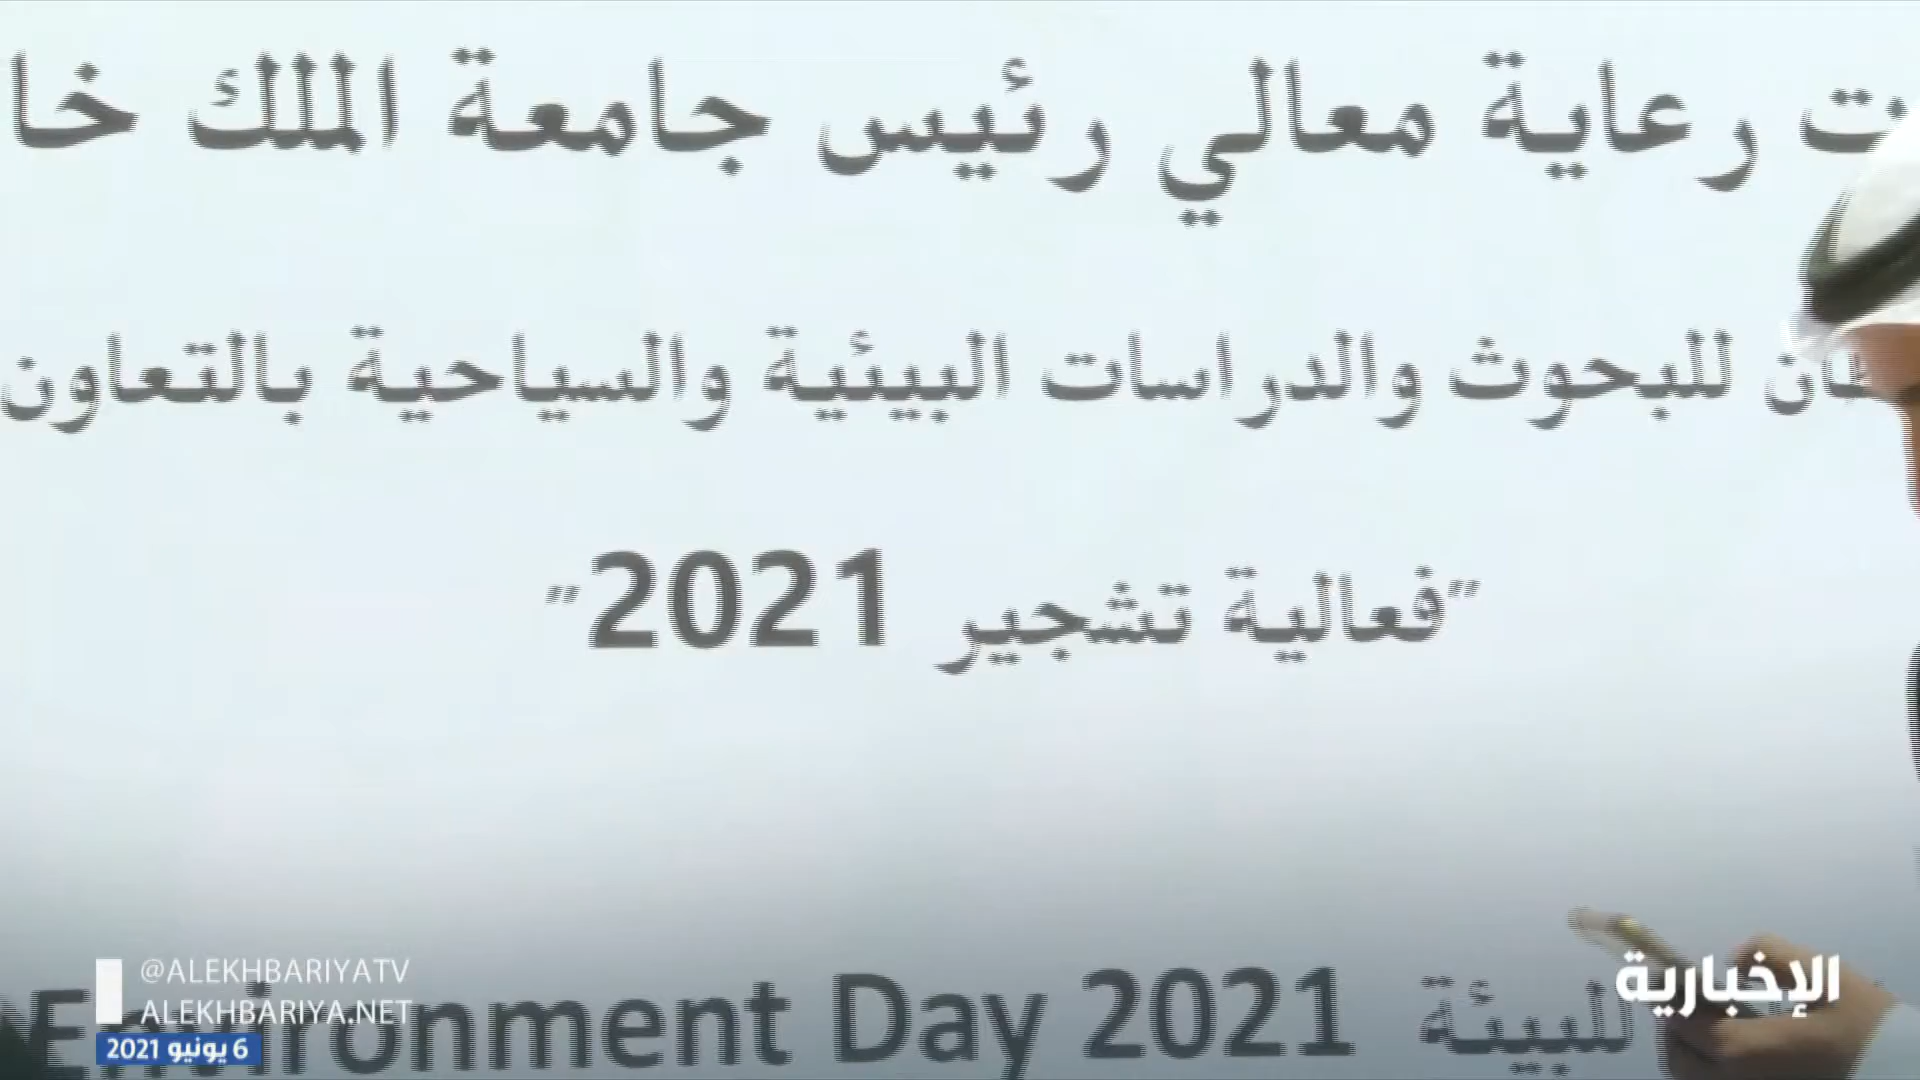 رعاية معالي رئيس جامعة الملك خا
للبحوث والدراسات البيئية والسياحية بالتعاون
"فعالية تشجير 2021"
للبيئة Environment Day 2021
الإخبارية
@ALEKHBARIYATV
ALEKHBARIYA.NET
6 يونيو 2021